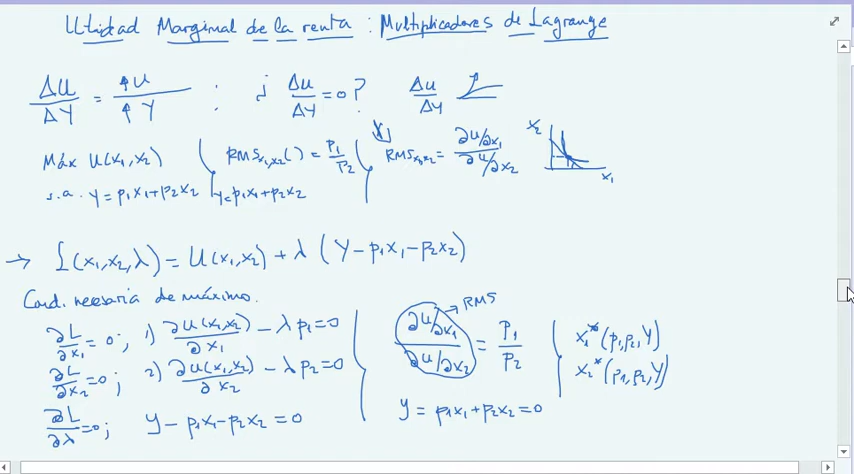 Utlidad Marginal de la renta : Multiplicadores de Lagrange
ΔU/ΔY = ↑U/↑Y : ¿ ΔU/ΔY = 0 ? ΔU/ΔY
Máx U(x₁,x₂) ( RMSx₁,x₂( ) = p₁/p₂ ( RMSx₁x₂ = ∂U/∂x₁ / ∂U/∂x₂ x₂ x₁
s.a. Y = p₁x₁+p₂x₂ Y=p₁x₁+p₂x₂
→ L(x₁,x₂,λ) = U(x₁,x₂) + λ (Y – p₁x₁ – p₂x₂)
Cond. necesaria de máximo.
∂L/∂x₁ = 0; 1) ∂U(x₁,x₂)/∂x₁ – λp₁ = 0
∂L/∂x₂ = 0; 2) ∂U(x₁,x₂)/∂x₂ – λp₂ = 0
∂L/∂λ = 0; Y – p₁x₁ – p₂x₂ = 0
∂U/∂x₁ / ∂U/∂x₂ = p₁/p₂ → RMS
Y = p₁x₁+p₂x₂ = 0
x₁*(p₁,p₂,Y)
x₂*(p₁,p₂,Y)